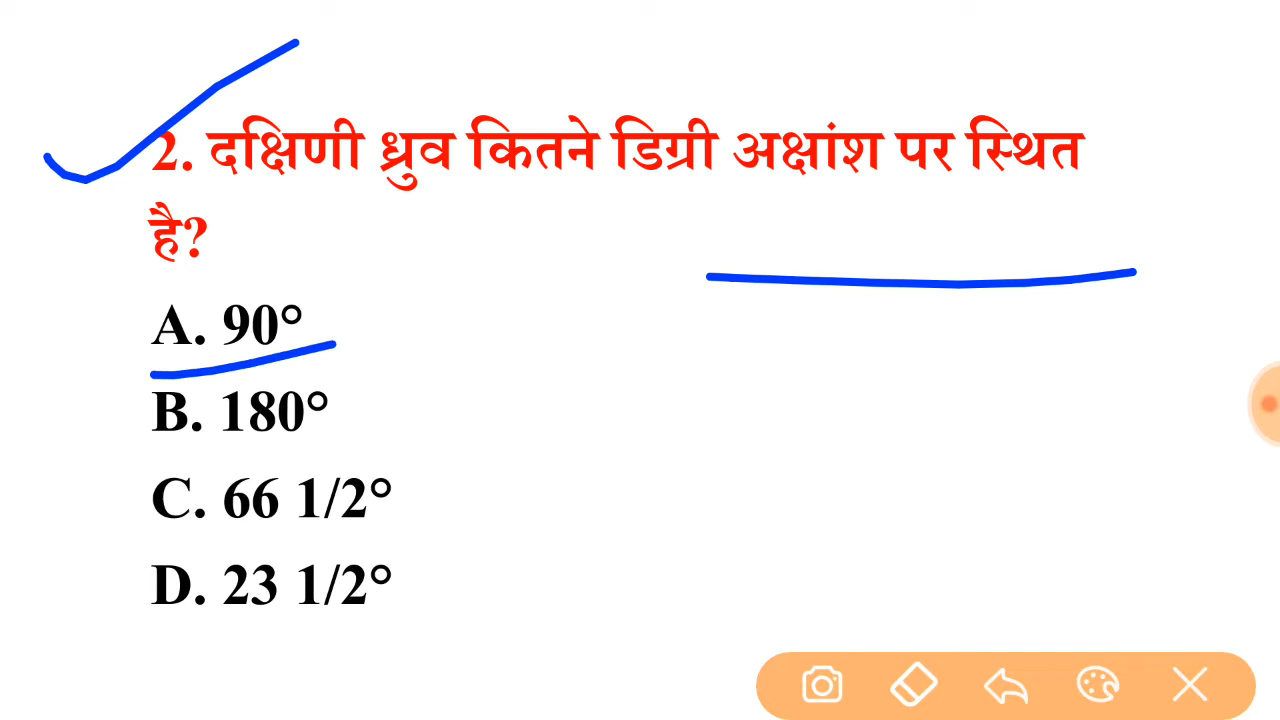 2. दक्षिणी ध्रुव कितने डिग्री अक्षांश पर स्थित
है?
A. 90°
B. 180°
C. 66 1/2°
D. 23 1/2°